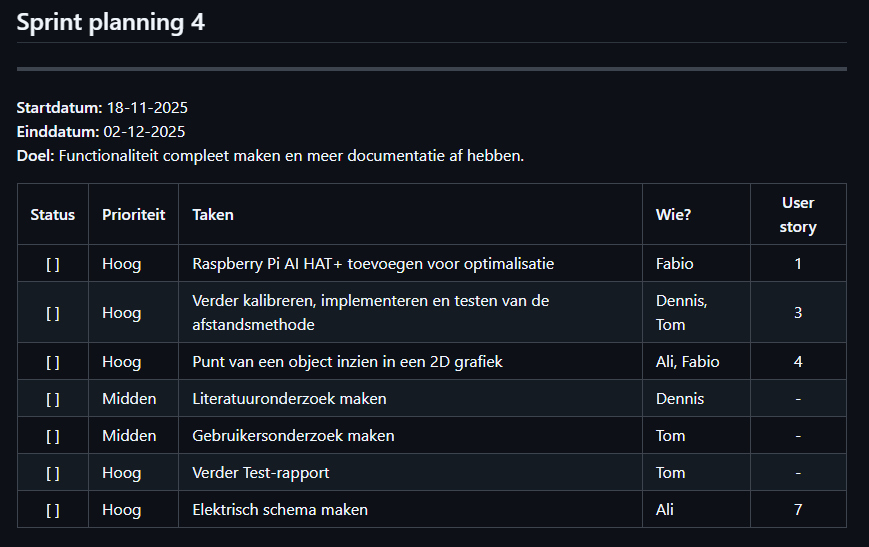 Sprint planning 4
Startdatum: 18-11-2025
Einddatum: 02-12-2025
Doel: Functionaliteit compleet maken en meer documentatie af hebben.
Status Prioriteit Taken Wie? User story
[ ] Hoog Raspberry Pi AI HAT+ toevoegen voor optimalisatie Fabio 1
[ ] Hoog Verder kalibreren, implementeren en testen van de afstandsmethode Dennis, Tom 3
[ ] Hoog Punt van een object inzien in een 2D grafiek Ali, Fabio 4
[ ] Midden Literatuuronderzoek maken Dennis -
[ ] Midden Gebruikersonderzoek maken Tom -
[ ] Hoog Verder Test-rapport Tom -
[ ] Hoog Elektrisch schema maken Ali 7